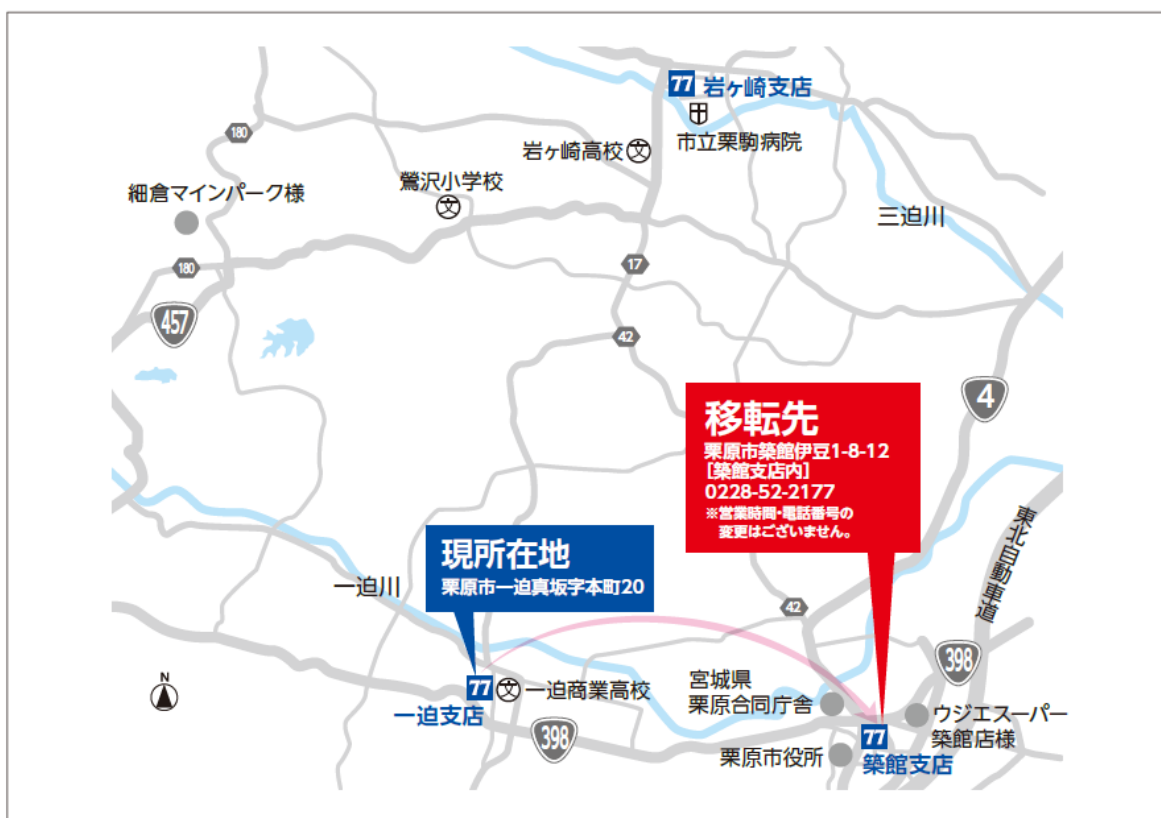 77 岩ヶ崎支店
市立栗駒病院
岩ヶ崎高校
文
180
鶯沢小学校
文
細倉マインパーク様
三迫川
180
17
457
42
4
移転先
栗原市築館伊豆1-8-12
[築館支店内]
0228-52-2177
※営業時間・電話番号の
変更はございません。
東北自動車道
現所在地
栗原市一迫真坂字本町20
一迫川
42
398
N
77
文
一迫商業高校
一迫支店
398
宮城県
栗原合同庁舎
ウジエスーパー
築館店様
77
築館支店
栗原市役所